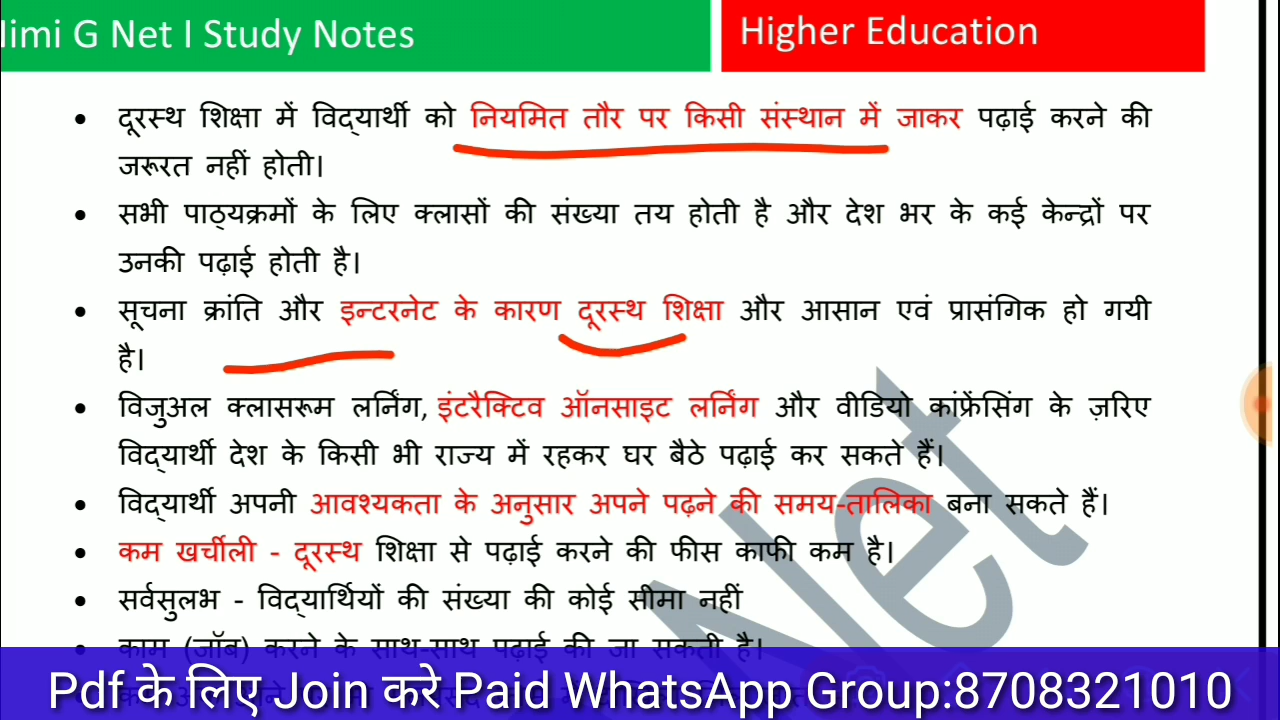 imi G Net I Study Notes
Higher Education
• दूरस्थ शिक्षा में विद्यार्थी को नियमित तौर पर किसी संस्थान में जाकर पढ़ाई करने की
जरूरत नहीं होती।
• सभी पाठ्यक्रमों के लिए क्लासों की संख्या तय होती है और देश भर के कई केन्द्रों पर
उनकी पढ़ाई होती है।
• सूचना क्रांति और इन्टरनेट के कारण दूरस्थ शिक्षा और आसान एवं प्रासंगिक हो गयी
है।
• विजुअल क्लासरूम लर्निंग, इंटरैक्टिव ऑनसाइट लर्निंग और वीडियो कांफ्रेंसिंग के ज़रिए
विद्यार्थी देश के किसी भी राज्य में रहकर घर बैठे पढ़ाई कर सकते हैं।
• विद्यार्थी अपनी आवश्यकता के अनुसार अपने पढ़ने की समय-तालिका बना सकते हैं।
• कम खर्चीली - दूरस्थ शिक्षा से पढ़ाई करने की फीस काफी कम है।
• सर्वसुलभ - विद्यार्थियों की संख्या की कोई सीमा नहीं
• काम (जॉब) करने के साथ-साथ पढ़ाई की जा सकती है।
Net
Pdf के लिए Join करे Paid WhatsApp Group:8708321010